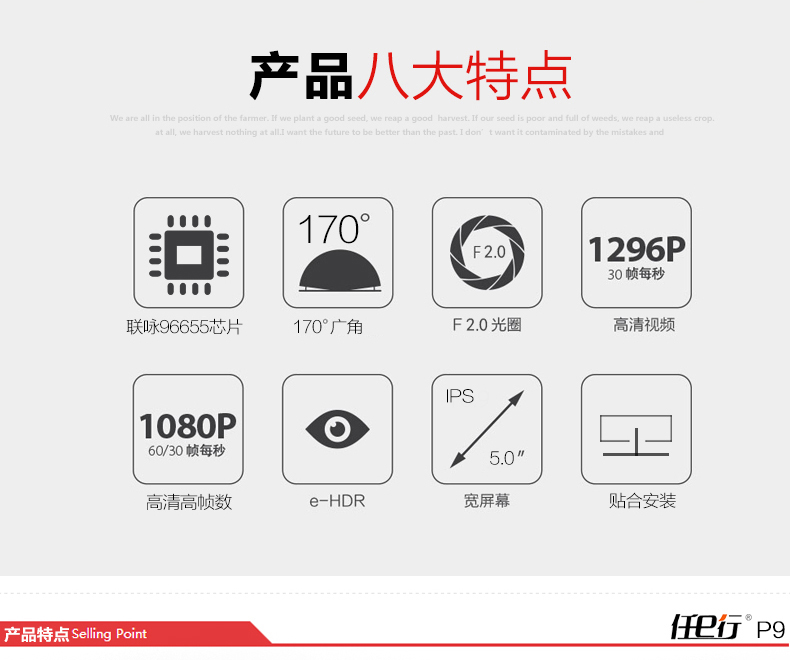 产品八大特点
We are all in the position of the farmer. If we plant a good seed, we reap a good harvest. If our seed is poor and full of weeds, we reap a useless crop.
at all, we harvest nothing at all.I want the future to be better than the past. I don't want it contaminated by the mistakes and
170°
F 2.0
1296P
30 帧每秒
联咏96655芯片
170°广角
F 2.0 光圈
高清视频
1080P
60/30 帧每秒
IPS
5.0"
高清高帧数
e-HDR
宽屏幕
贴合安装
产品特点 Selling Point
任e行® P9